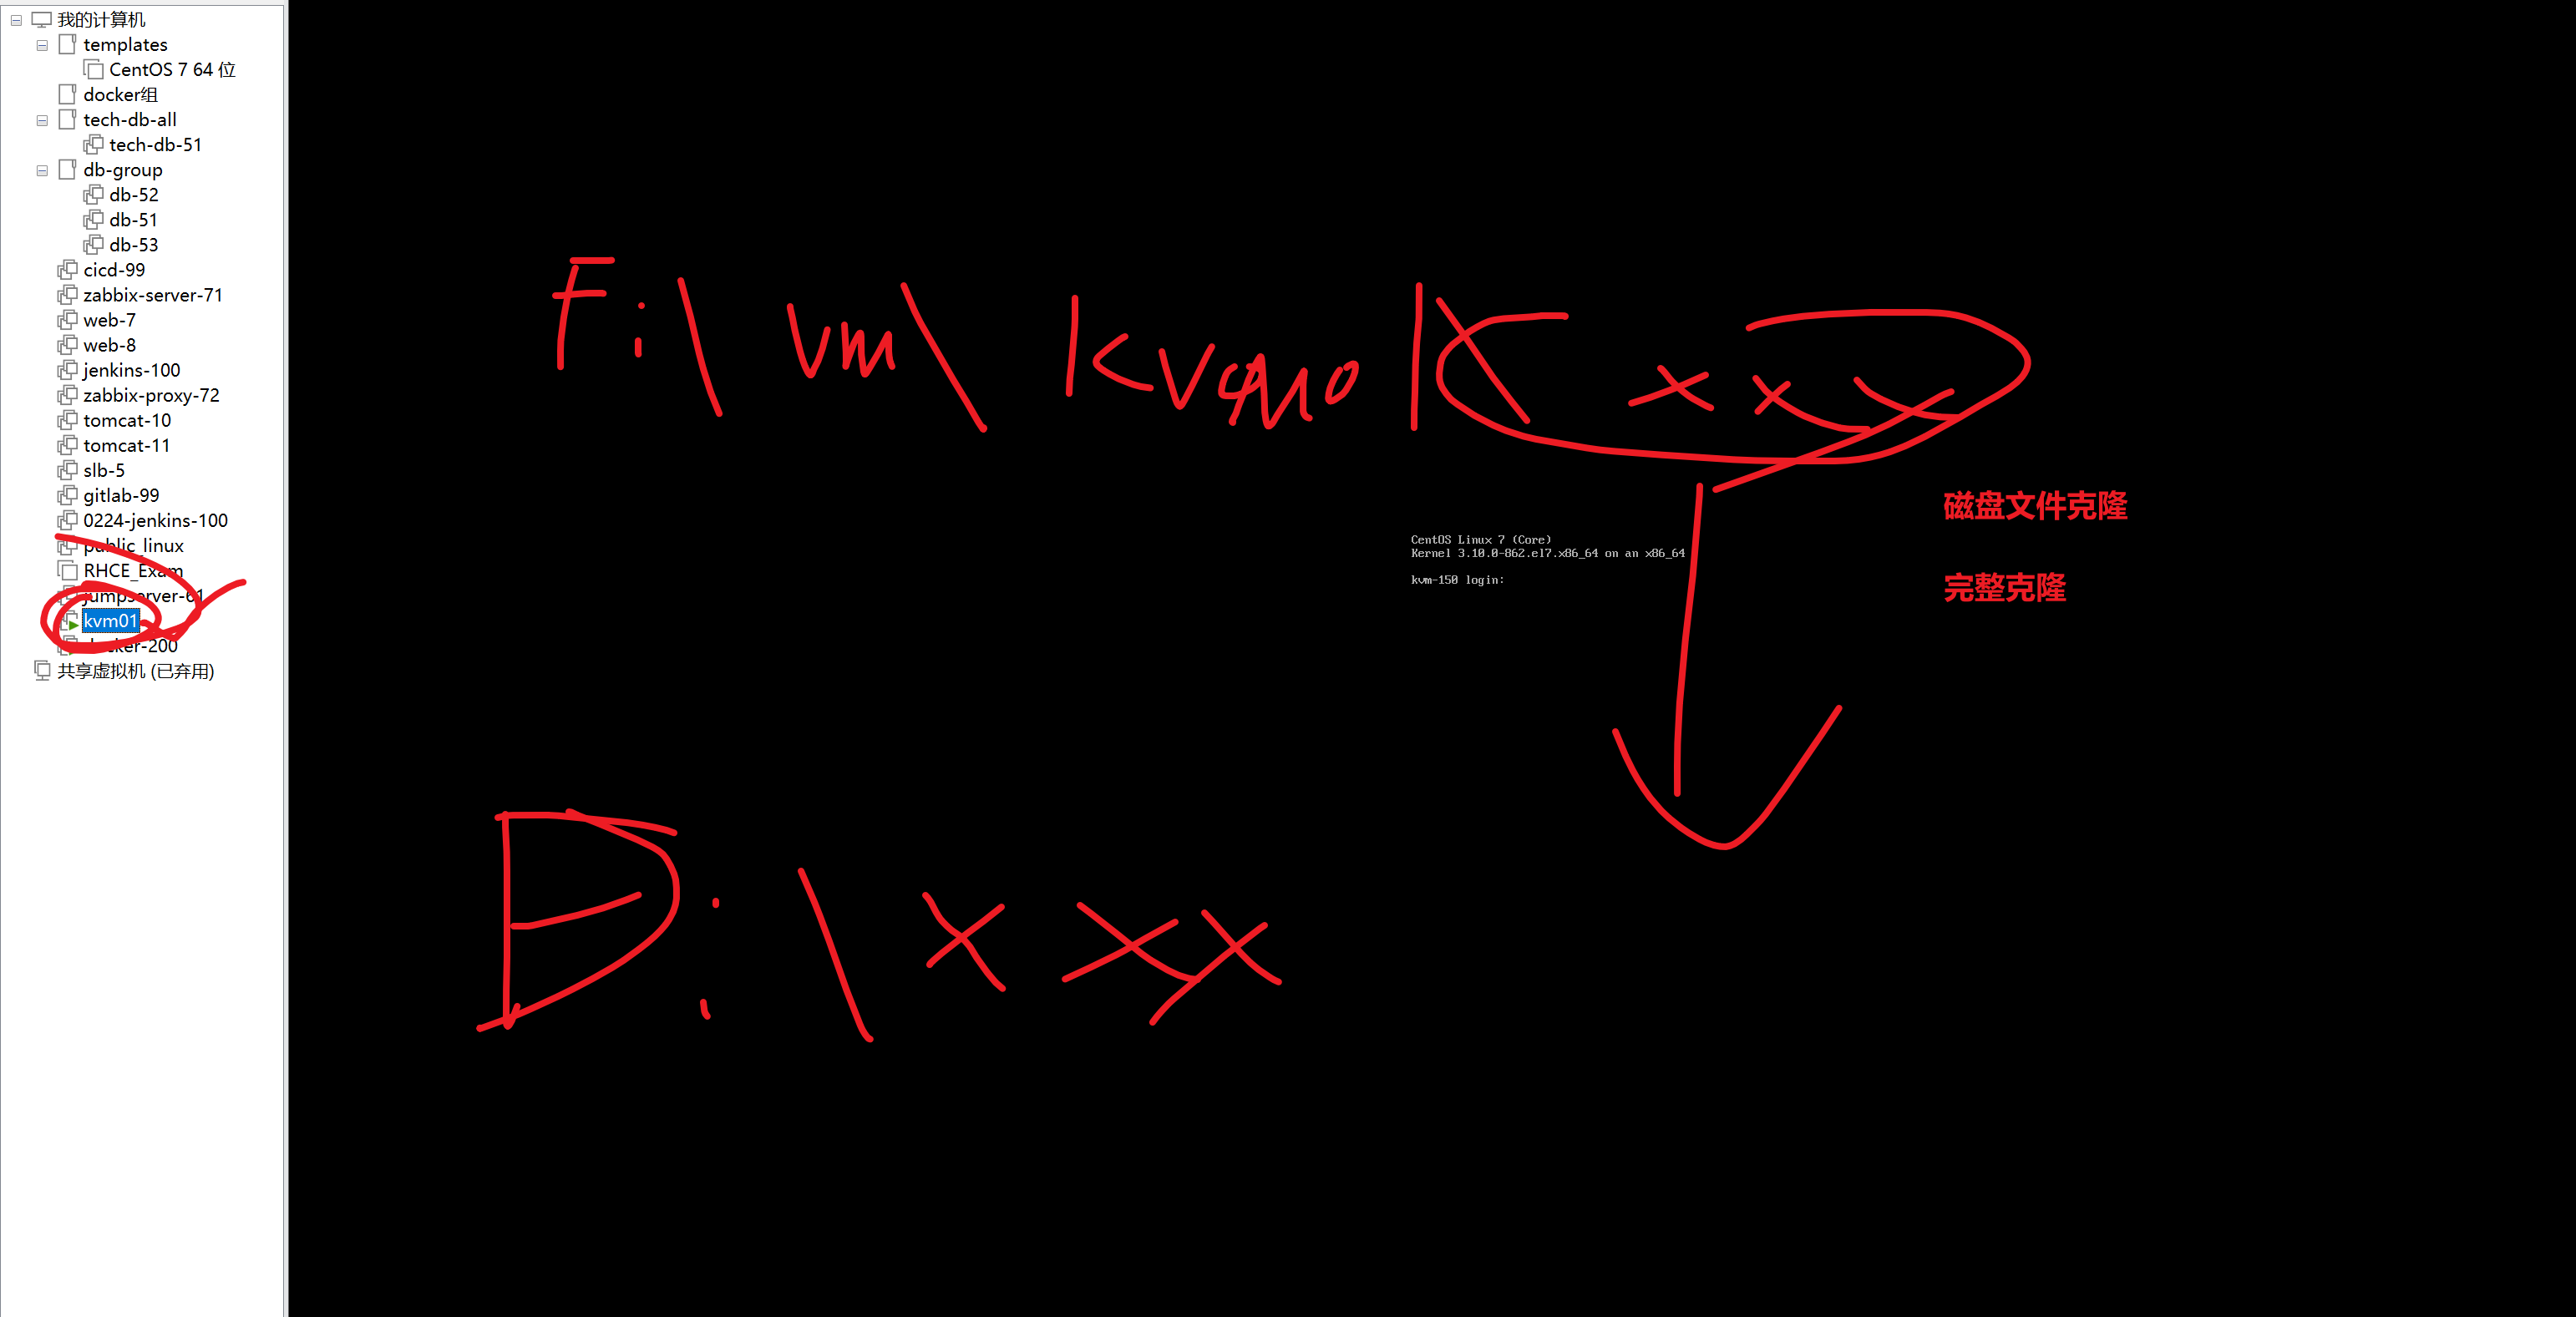 我的计算机
templates
CentOS 7 64 位
docker组
tech-db-all
tech-db-51
db-group
db-52
db-51
db-53
cicd-99
zabbix-server-71
web-7
web-8
jenkins-100
zabbix-proxy-72
tomcat-10
tomcat-11
slb-5
gitlab-99
0224-jenkins-100
public_linux
RHCE_Exam
jumpserver-61
kvm01
docker-200
共享虚拟机 (已弃用)
F:\ vm\
xxx
磁盘文件克隆
CentOS Linux 7 (Core)
Kernel 3.10.0-862.el7.x86_64 on an x86_64
kvm-150 login:
完整克隆
:\ xxx